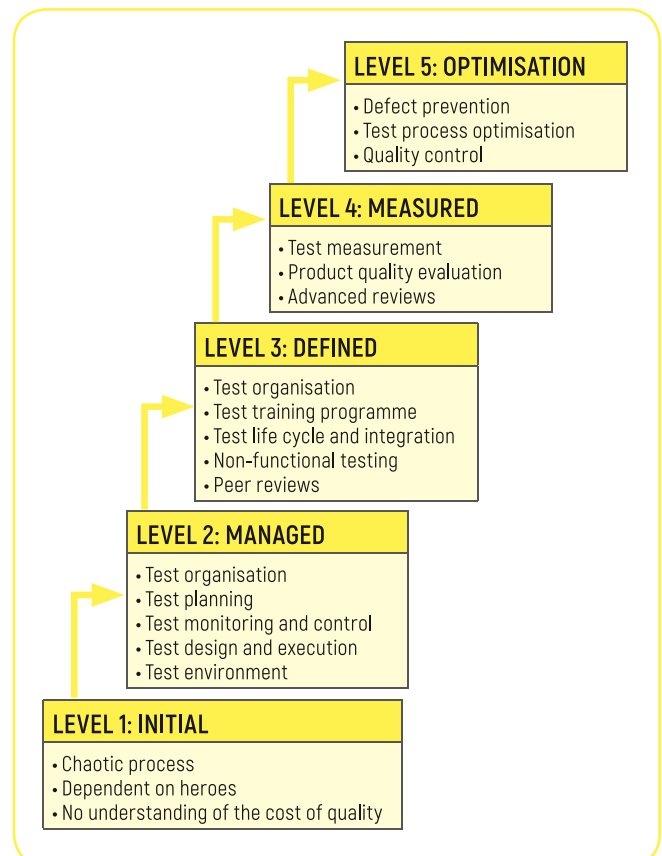 LEVEL 5: OPTIMISATION
• Defect prevention
• Test process optimisation
• Quality control
LEVEL 4: MEASURED
• Test measurement
• Product quality evaluation
• Advanced reviews
LEVEL 3: DEFINED
• Test organisation
• Test training programme
• Test life cycle and integration
• Non-functional testing
• Peer reviews
LEVEL 2: MANAGED
• Test organisation
• Test planning
• Test monitoring and control
• Test design and execution
• Test environment
LEVEL 1: INITIAL
• Chaotic process
• Dependent on heroes
• No understanding of the cost of quality